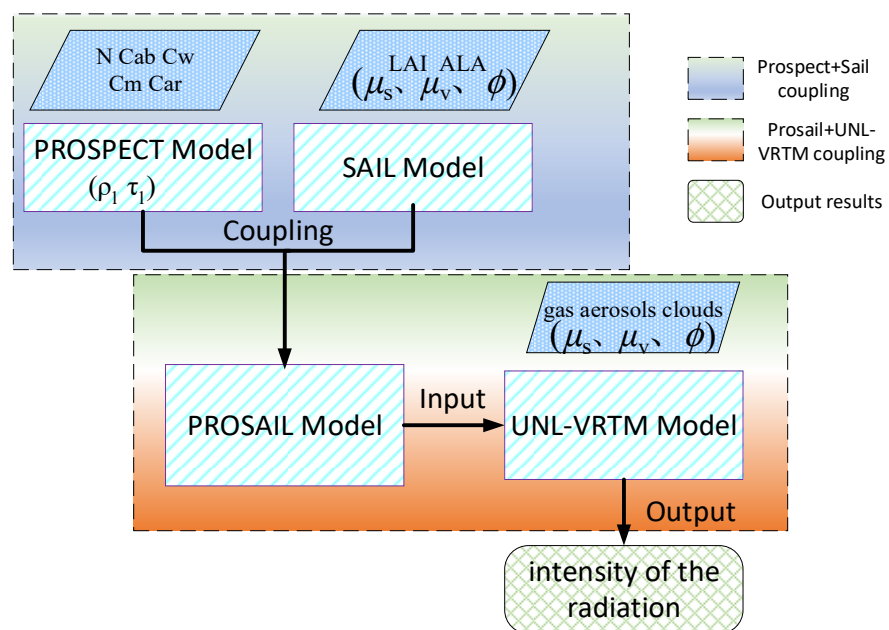 N Cab Cw
Cm Car
LAI ALA
(μs、μv、ϕ)
PROSPECT Model
(ρl τl)
SAIL Model
Coupling
Prospect+Sail
coupling
Prosail+UNL-
VRTM coupling
Output results
gas aerosols clouds
(μs、μv、ϕ)
PROSAIL Model
Input
UNL-VRTM Model
Output
intensity of the
radiation